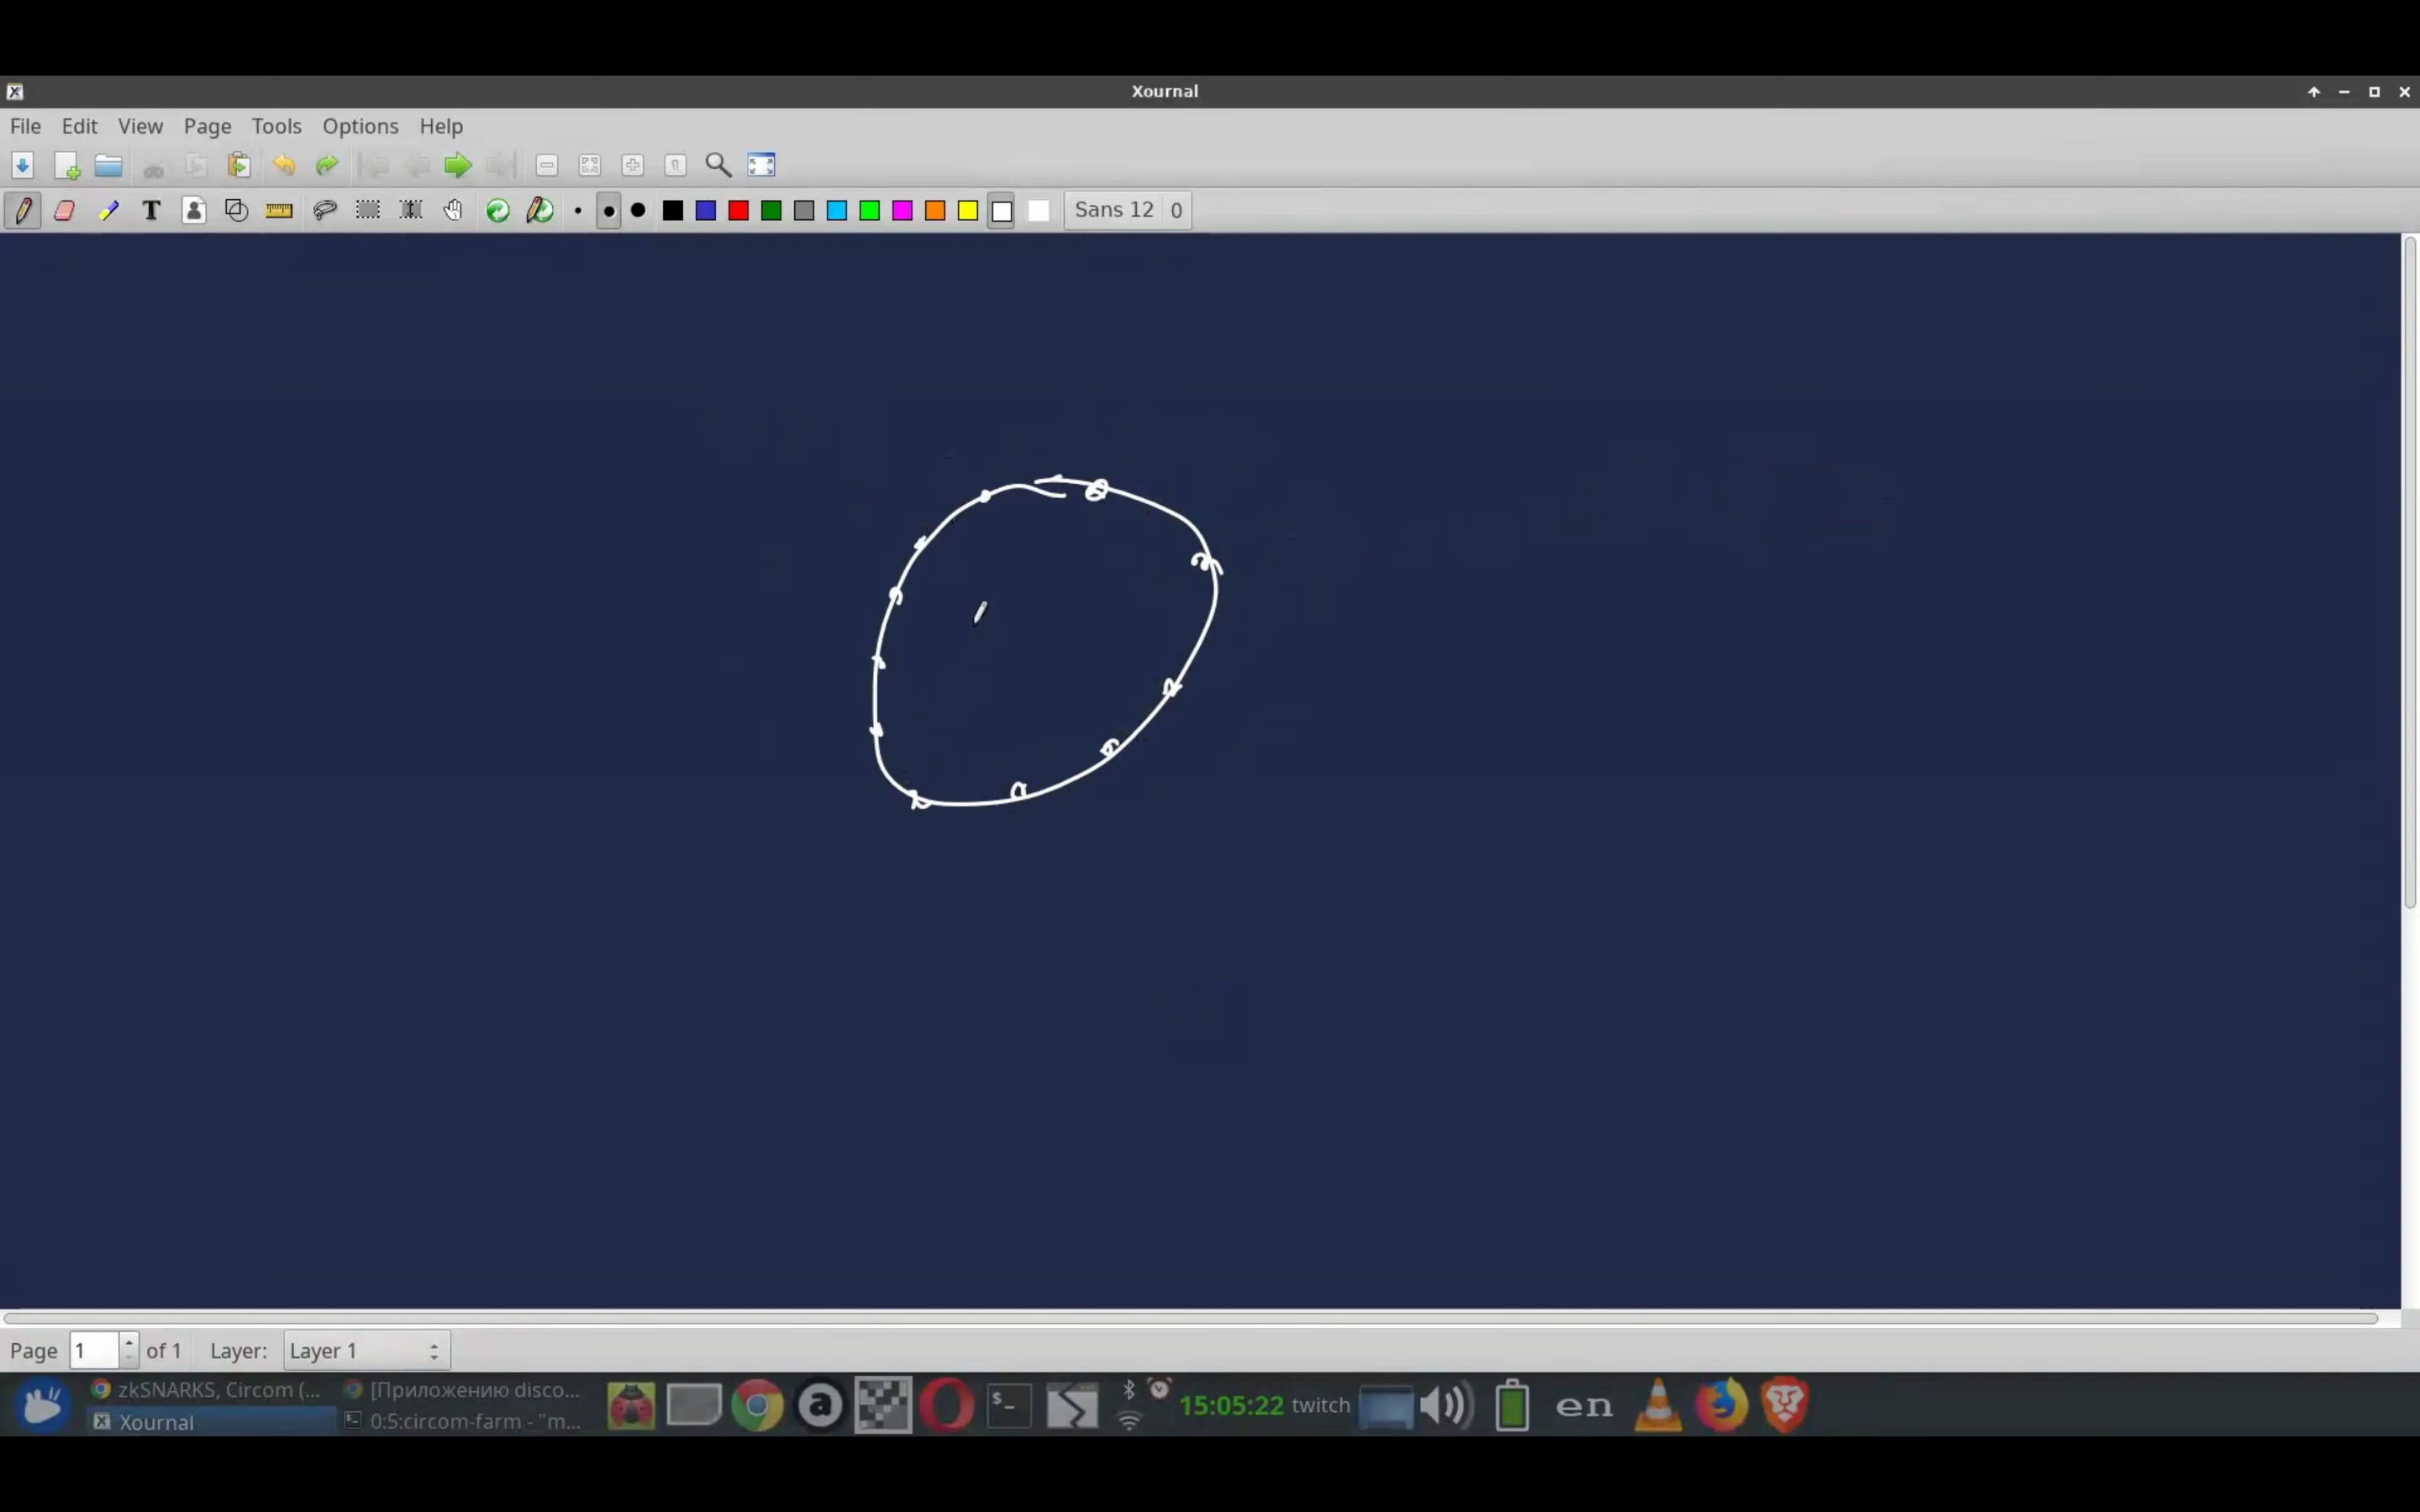 Xournal
File Edit View Page Tools Options Help
T Sans 12 0
Page 1 of 1 Layer: Layer 1
zkSNARKS, Circom (... [Приложению disco...
Xournal 0:5:circom-farm - "m...
15:05:22 twitch en